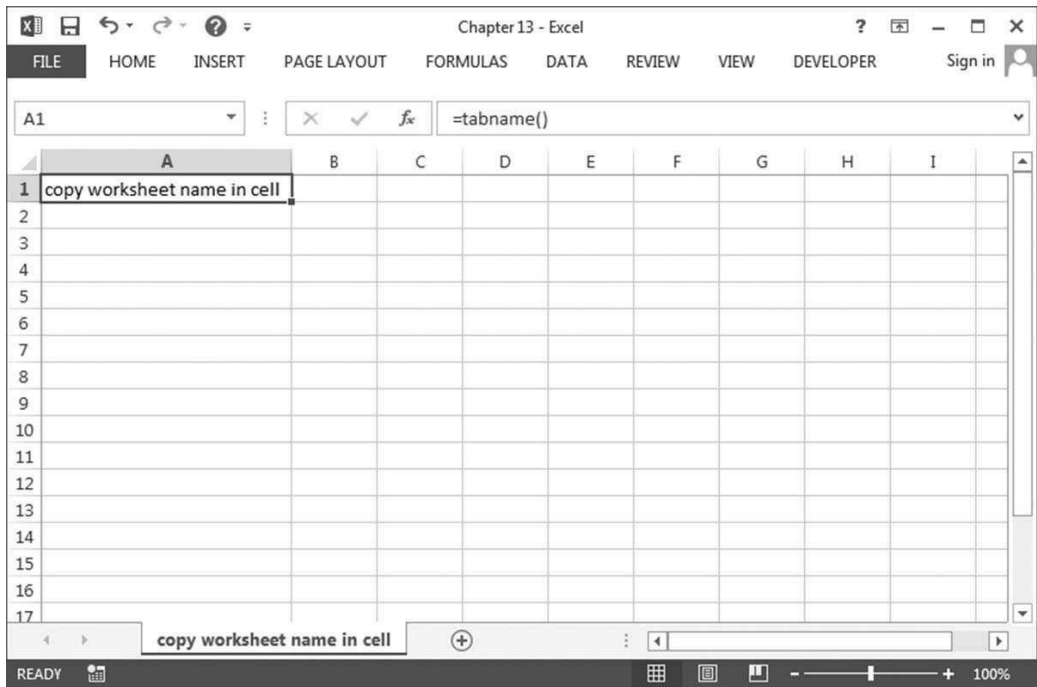 Chapter 13 - Excel ?
FILE HOME INSERT PAGE LAYOUT FORMULAS DATA REVIEW VIEW DEVELOPER Sign in
A1 fx =tabname()
A B C D E F G H I
1 copy worksheet name in cell
2
3
4
5
6
7
8
9
10
11
12
13
14
15
16
17
copy worksheet name in cell
READY 100%